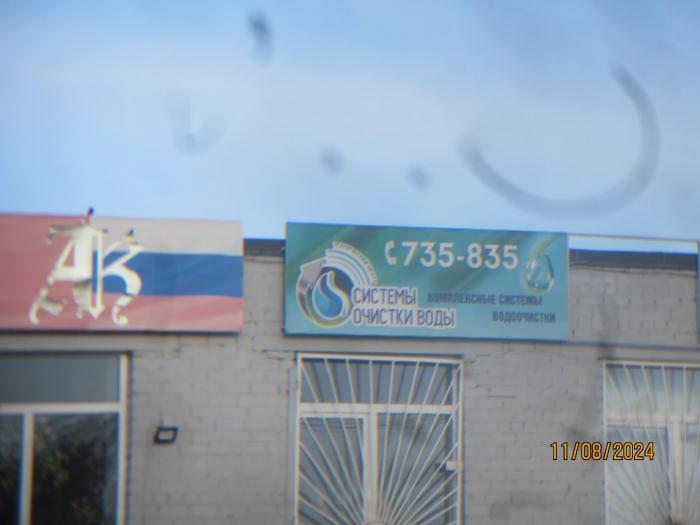 АК
735-835
СИСТЕМЫ
ОЧИСТКИ ВОДЫ
КОМПЛЕКСНЫЕ СИСТЕМЫ
ВОДООЧИСТКИ
11/08/2024